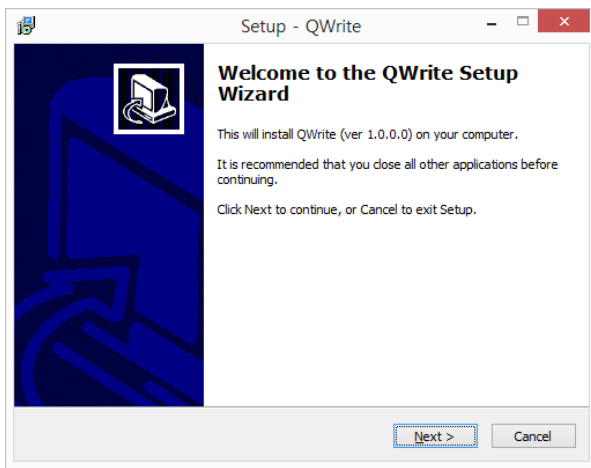 Setup - QWrite
Welcome to the QWrite Setup
Wizard
This will install QWrite (ver 1.0.0.0) on your computer.
It is recommended that you close all other applications before
continuing.
Click Next to continue, or Cancel to exit Setup.
Next > Cancel